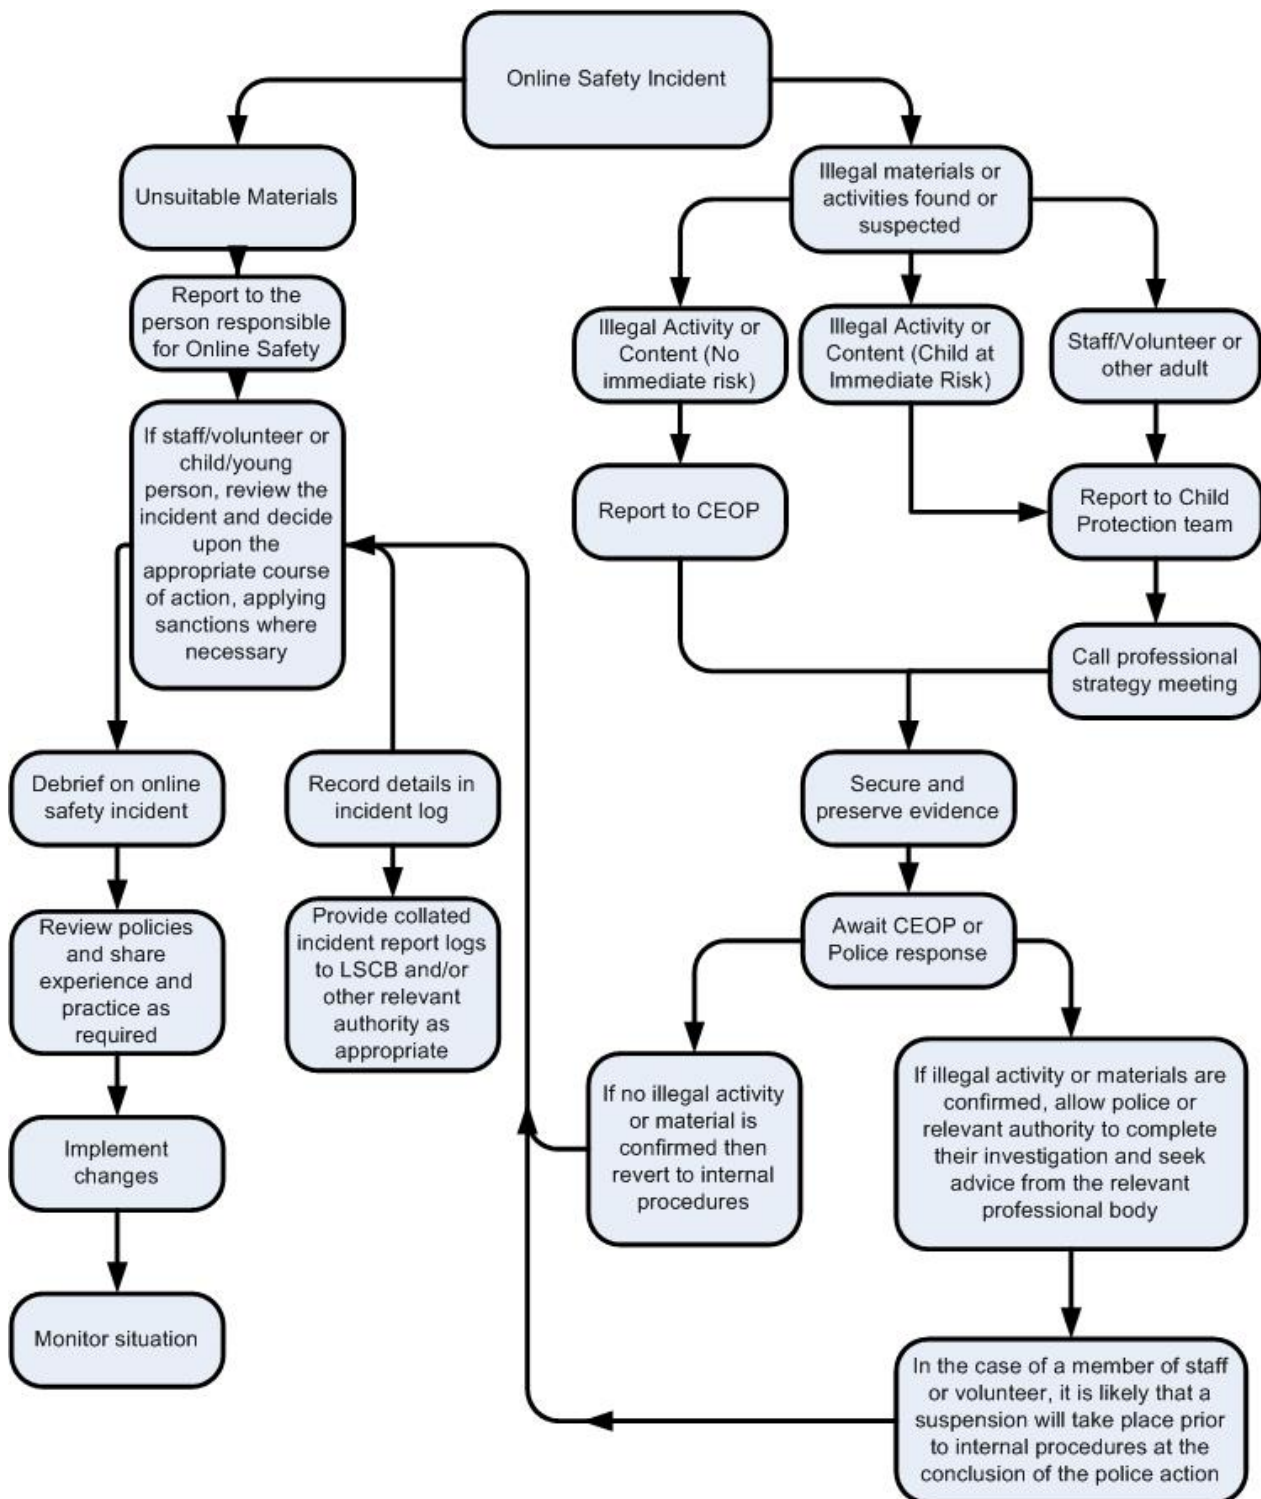 Online Safety Incident
Unsuitable Materials
Illegal materials or
activities found or
suspected
Report to the
person responsible
for Online Safety
Illegal Activity or
Content (No
immediate risk)
Illegal Activity or
Content (Child at
Immediate Risk)
Staff/Volunteer or
other adult
If staff/volunteer or
child/young
person, review the
incident and decide
upon the
appropriate course
of action, applying
sanctions where
necessary
Report to CEOP
Report to Child
Protection team
Call professional
strategy meeting
Debrief on online
safety incident
Record details in
incident log
Secure and
preserve evidence
Review policies
and share
experience and
practice as
required
Provide collated
incident report logs
to LSCB and/or
other relevant
authority as
appropriate
Await CEOP or
Police response
If no illegal activity
or material is
confirmed then
revert to internal
procedures
If illegal activity or materials are
confirmed, allow police or
relevant authority to complete
their investigation and seek
advice from the relevant
professional body
Implement
changes
Monitor situation
In the case of a member of staff
or volunteer, it is likely that a
suspension will take place prior
to internal procedures at the
conclusion of the police action